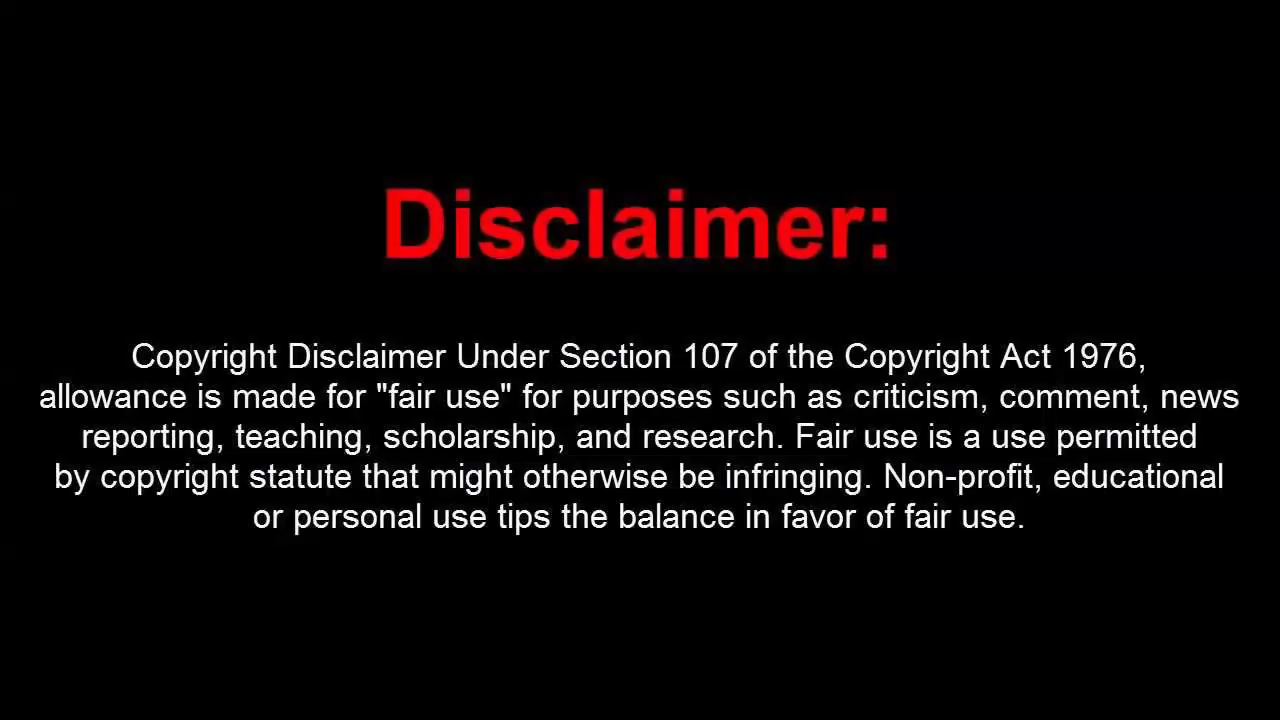 Disclaimer:
Copyright Disclaimer Under Section 107 of the Copyright Act 1976,
allowance is made for "fair use" for purposes such as criticism, comment, news
reporting, teaching, scholarship, and research. Fair use is a use permitted
by copyright statute that might otherwise be infringing. Non-profit, educational
or personal use tips the balance in favor of fair use.